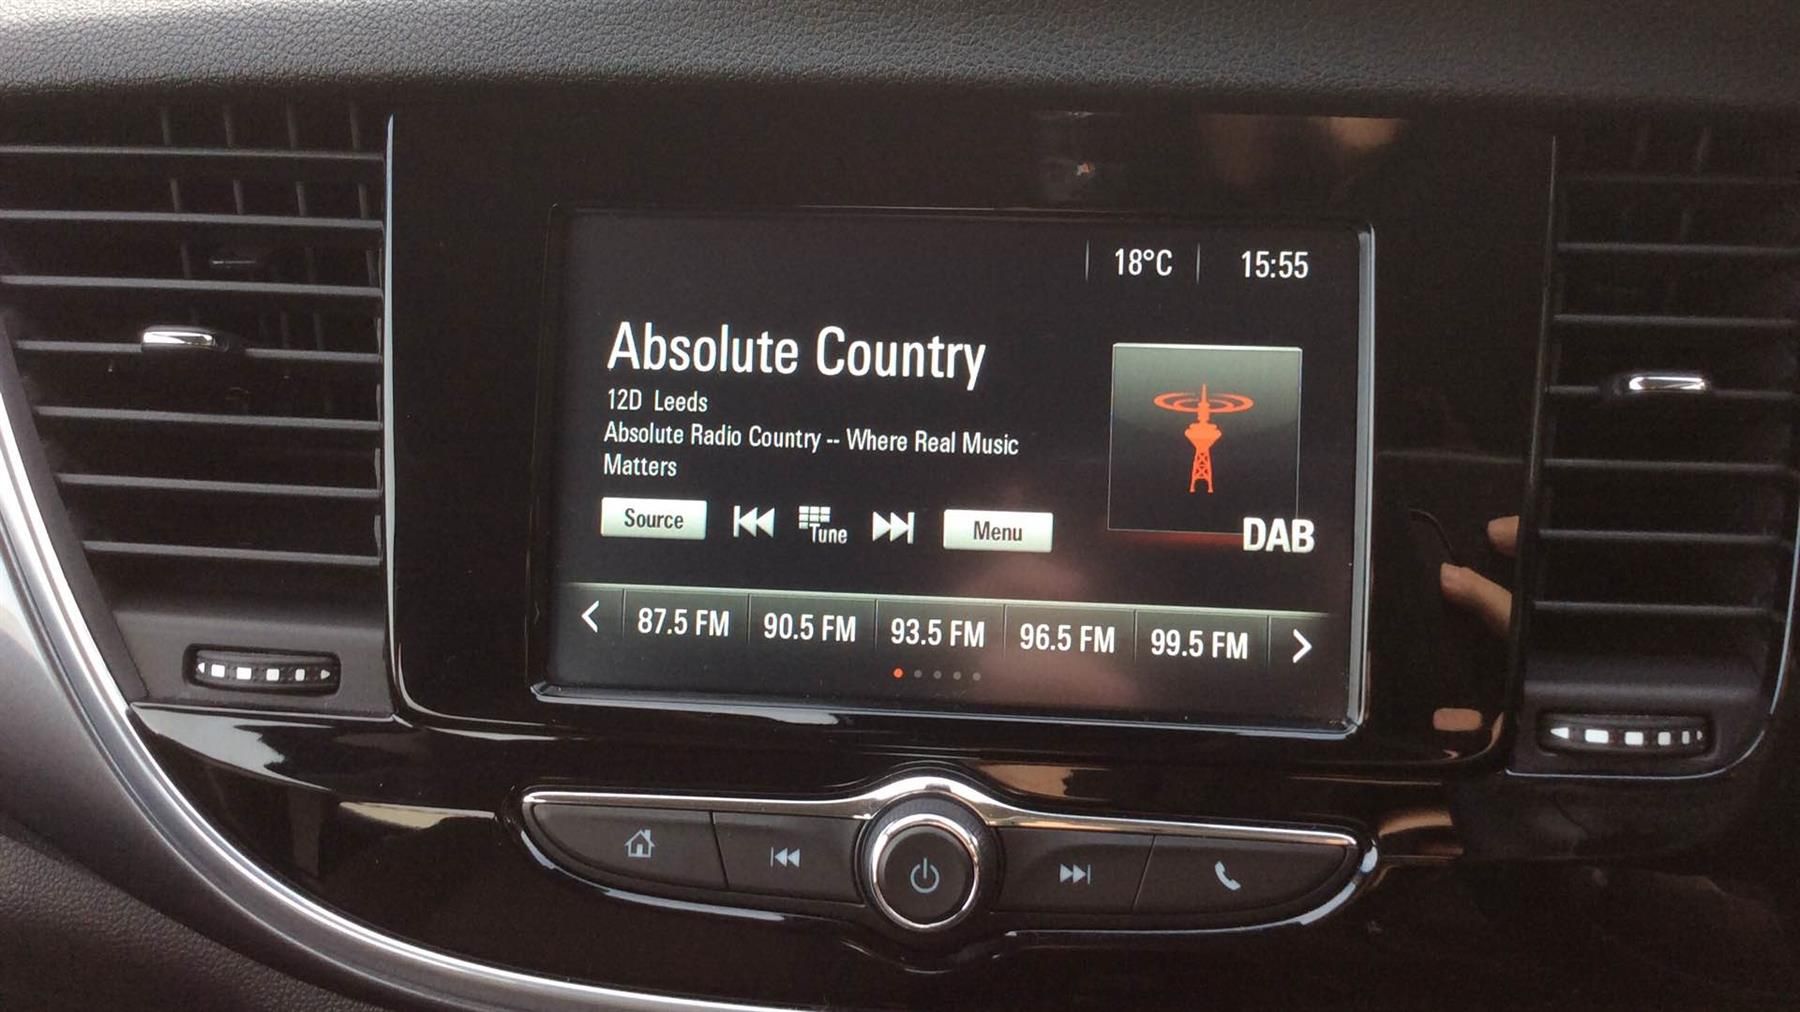 18°C 15:55
Absolute Country
12D Leeds
Absolute Radio Country -- Where Real Music
Matters
Source Tune Menu
DAB
87.5 FM 90.5 FM 93.5 FM 96.5 FM 99.5 FM